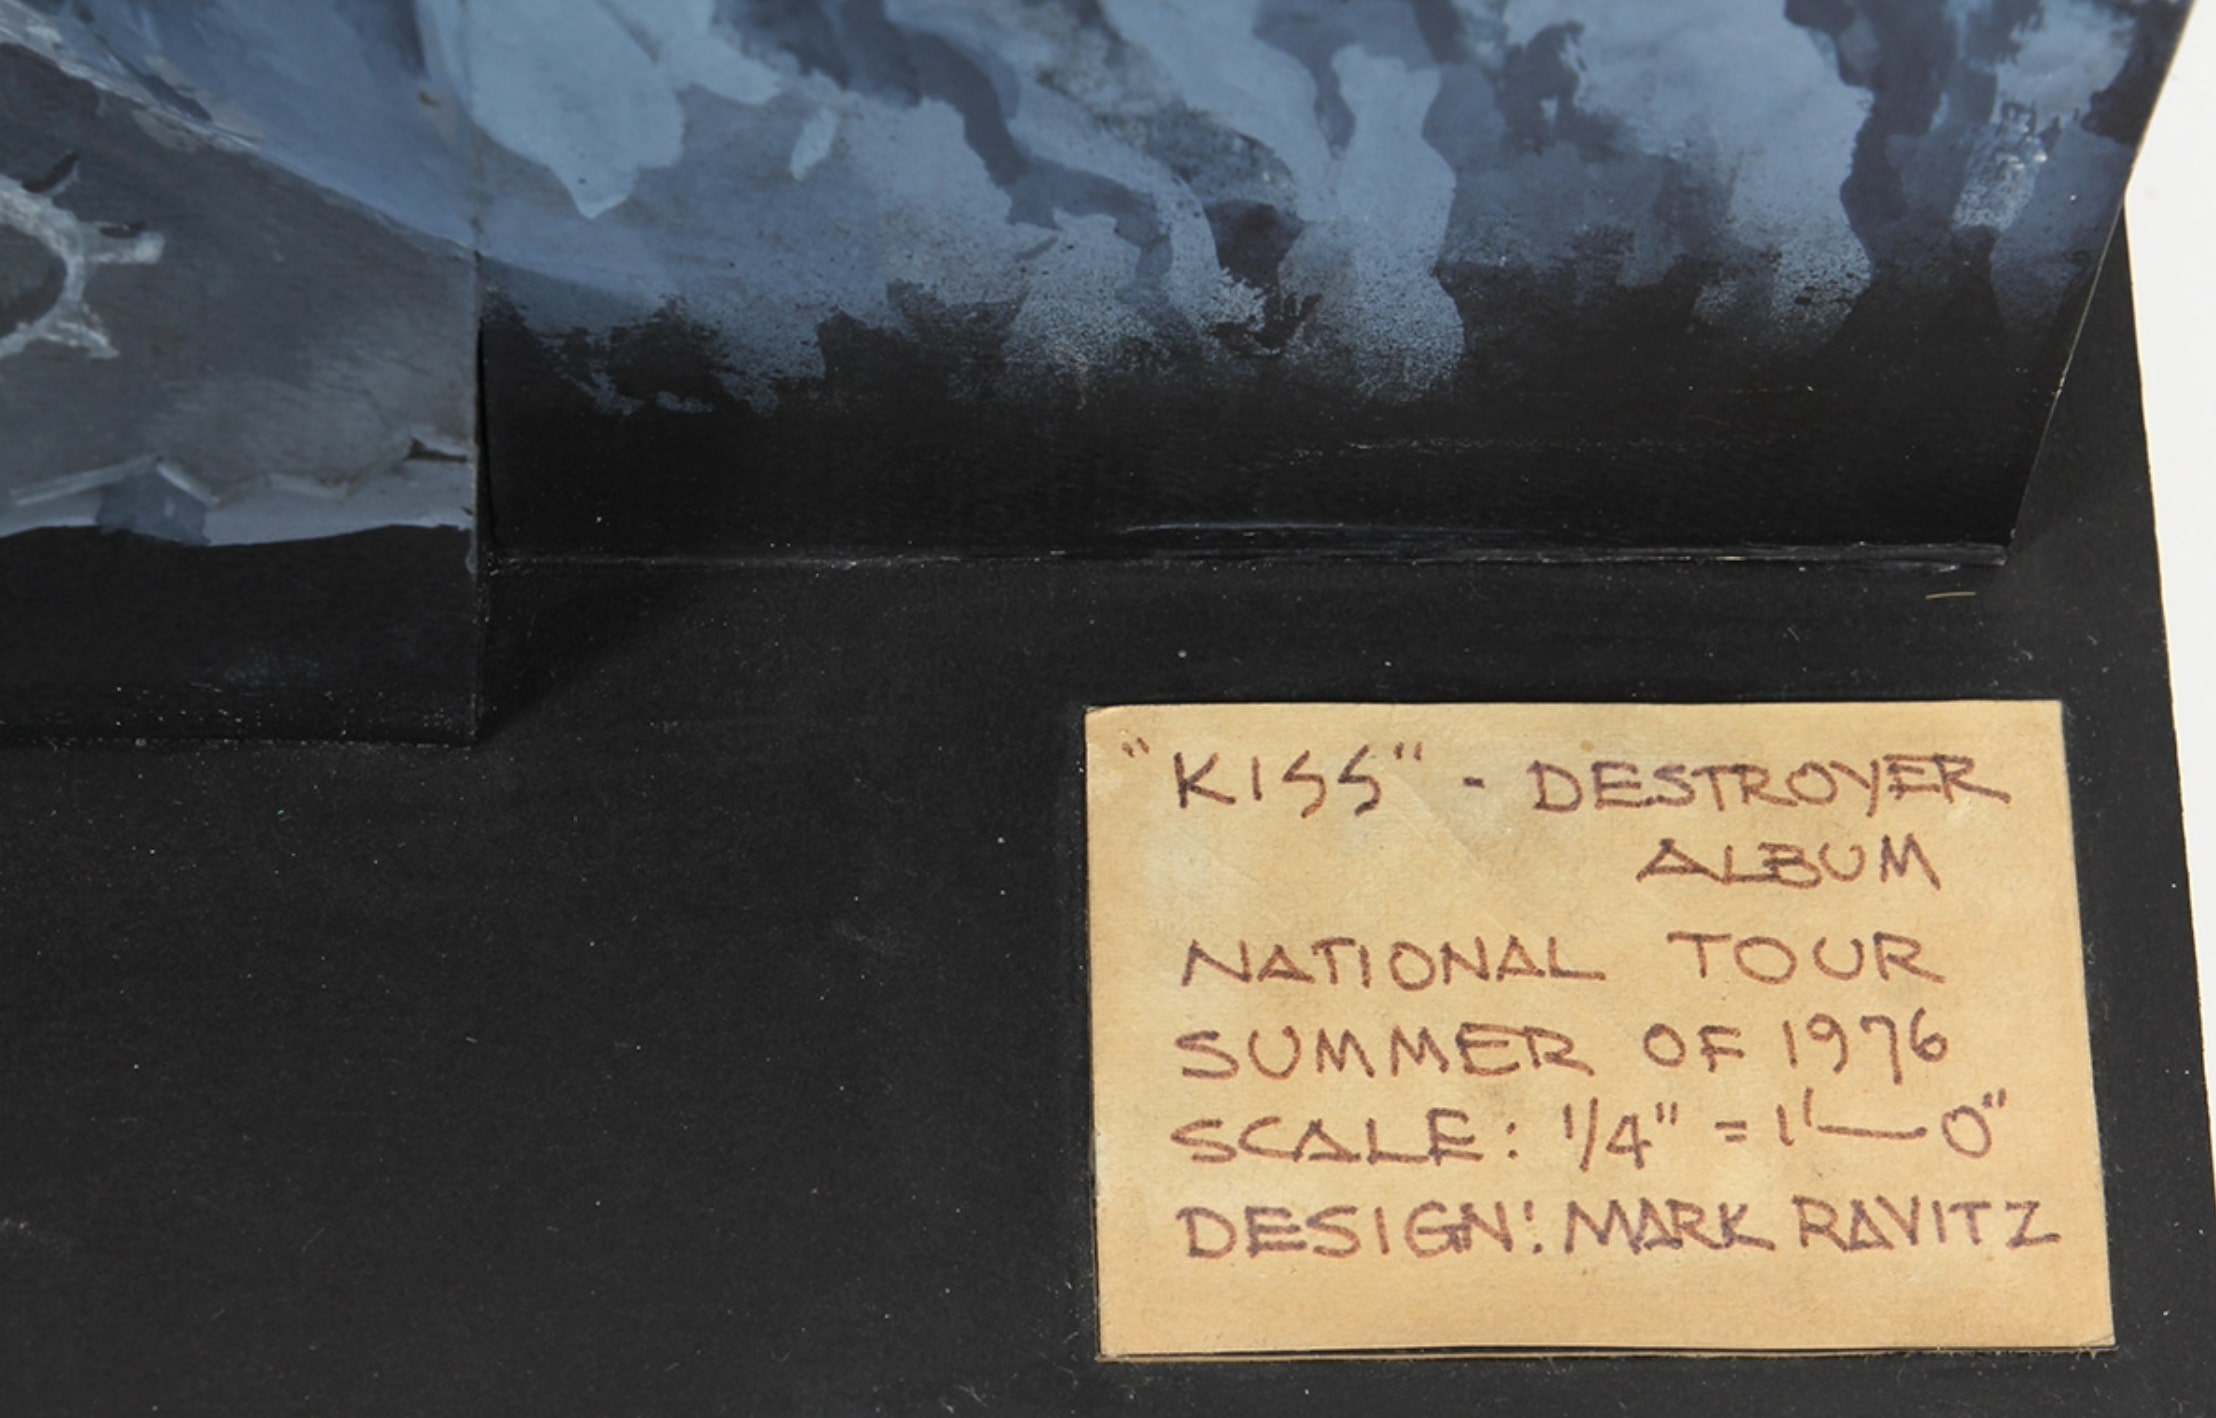 "KISS" - DESTROYER
ALBUM
NATIONAL TOUR
SUMMER OF 1976
SCALE: 1/4" = 1'—0"
DESIGN: MARK RAVITZ